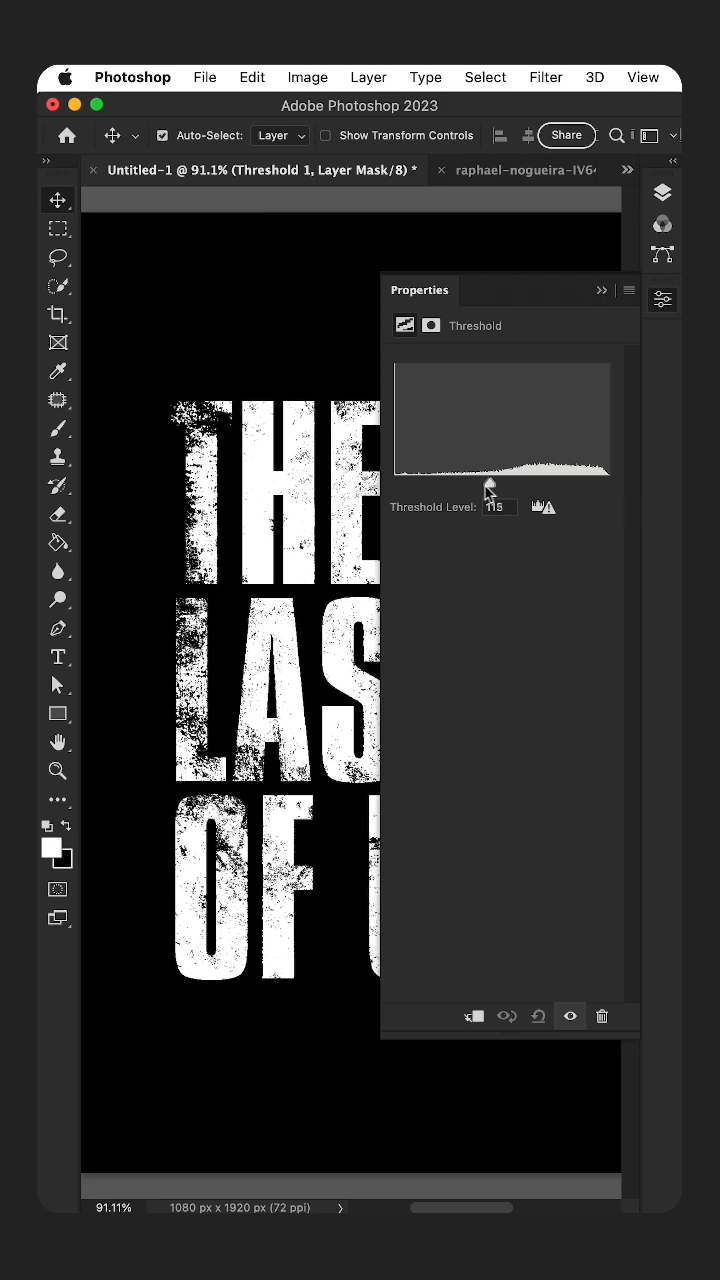 Photoshop File Edit Image Layer Type Select Filter 3D View
Adobe Photoshop 2023
Auto-Select: Layer Show Transform Controls Share
Untitled-1 @ 91.1% (Threshold 1, Layer Mask/8) * raphael-nogueira-IV64
Properties
Threshold
Threshold Level: 115
THE
LAS
OF
91.11% 1080 px x 1920 px (72 ppi)